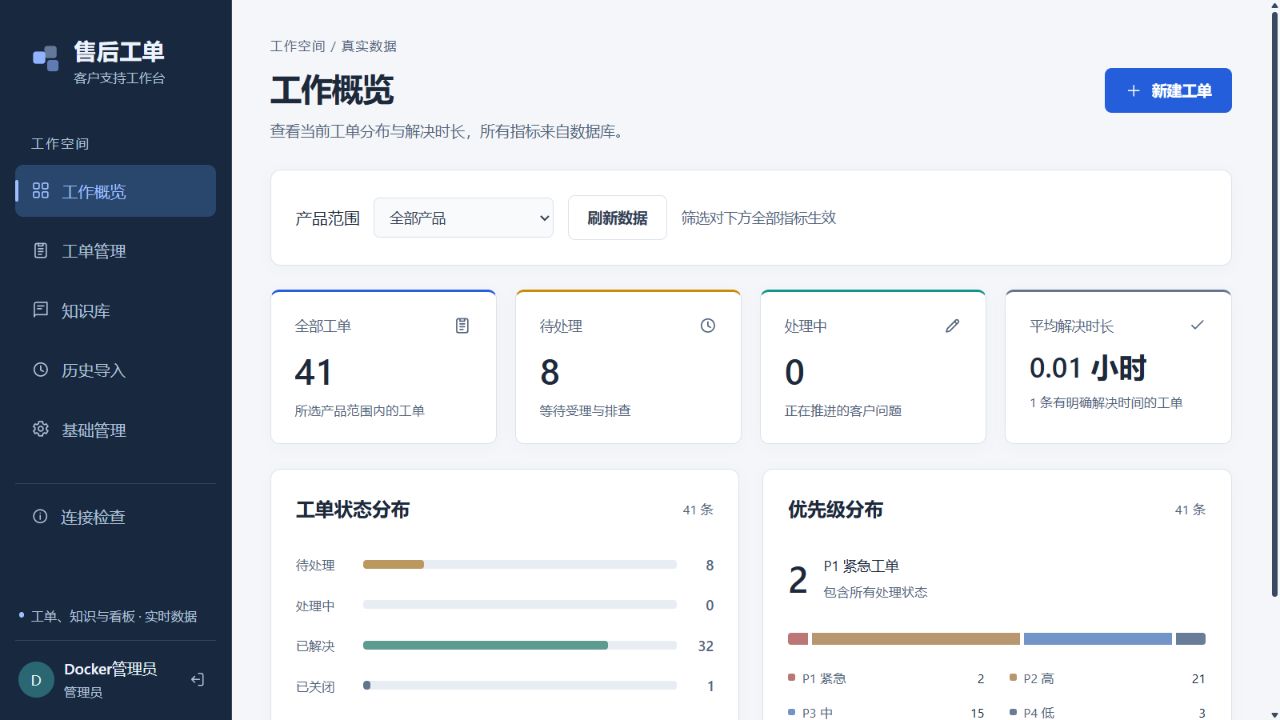 售后工单
客户支持工作台
工作空间
工作概览
工单管理
知识库
历史导入
基础管理
连接检查
工单、知识与看板 · 实时数据
D
Docker管理员
管理员
工作空间 / 真实数据
工作概览
查看当前工单分布与解决时长，所有指标来自数据库。
新建工单
产品范围
全部产品
刷新数据
筛选对下方全部指标生效
全部工单
41
所选产品范围内的工单
待处理
8
等待受理与排查
处理中
0
正在推进的客户问题
平均解决时长
0.01 小时
1 条有明确解决时间的工单
工单状态分布
41 条
待处理 8
处理中 0
已解决 32
已关闭 1
优先级分布
41 条
2
P1 紧急工单
包含所有处理状态
P1 紧急 2
P2 高 21
P3 中 15
P4 低 3